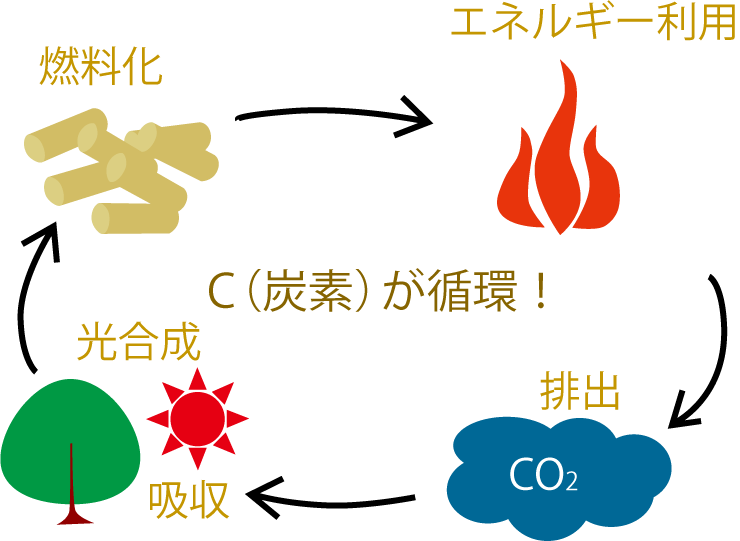 エネルギー利用
燃料化
C（炭素）が循環！
光合成
排出
CO₂
吸収